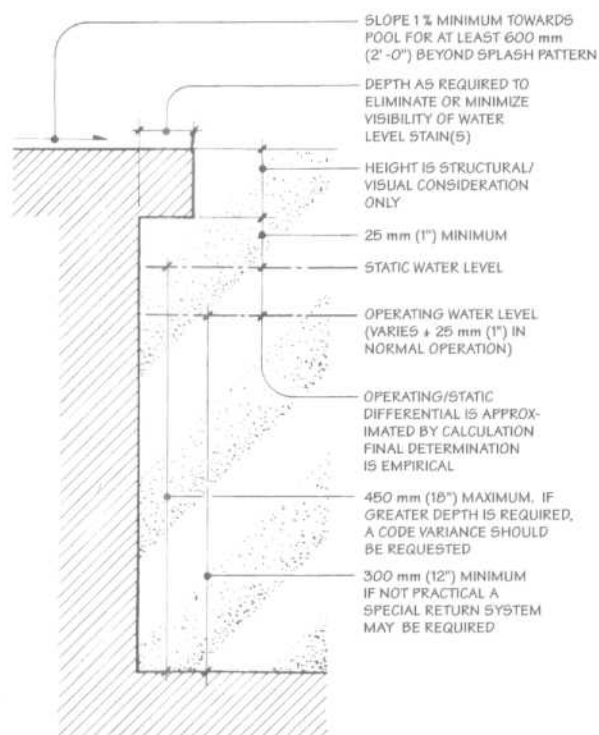 SLOPE 1% MINIMUM TOWARDS
POOL FOR AT LEAST 600 mm
(2'-0") BEYOND SPLASH PATTERN
DEPTH AS REQUIRED TO
ELIMINATE OR MINIMIZE
VISIBILITY OF WATER
LEVEL STAIN(S)
HEIGHT IS STRUCTURAL/
VISUAL CONSIDERATION
ONLY
25 mm (1") MINIMUM
STATIC WATER LEVEL
OPERATING WATER LEVEL
(VARIES + 25 mm (1") IN
NORMAL OPERATION)
OPERATING/STATIC
DIFFERENTIAL IS APPROX-
IMATED BY CALCULATION
FINAL DETERMINATION
IS EMPIRICAL
450 mm (18") MAXIMUM. IF
GREATER DEPTH IS REQUIRED,
A CODE VARIANCE SHOULD
BE REQUESTED
300 mm (12") MINIMUM
IF NOT PRACTICAL A
SPECIAL RETURN SYSTEM
MAY BE REQUIRED